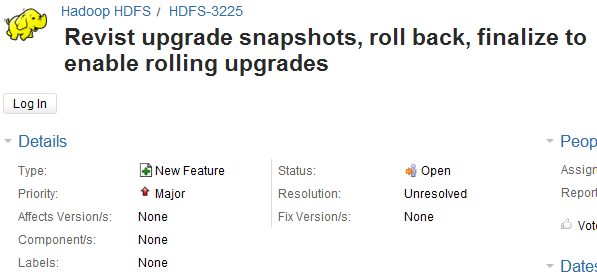 Hadoop HDFS / HDFS-3225
Revist upgrade snapshots, roll back, finalize to
enable rolling upgrades
Log In
Details
Peop
Type: New Feature Status: Open Assign
Priority: Major Resolution: Unresolved Report
Affects Version/s: None Fix Version/s: None Vote
Component/s: None
Labels: None
Dates